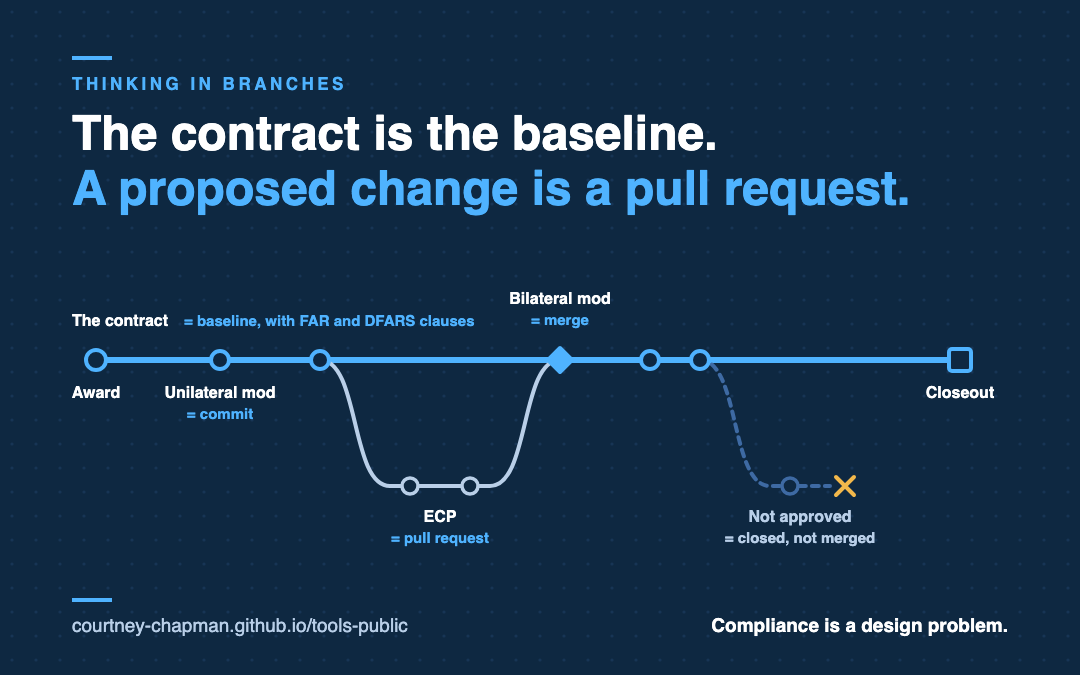 THINKING IN BRANCHES
The contract is the baseline.
A proposed change is a pull request.
Bilateral mod
= merge
The contract = baseline, with FAR and DFARS clauses
Award
Unilateral mod
= commit
Closeout
ECP
= pull request
Not approved
= closed, not merged
courtney-chapman.github.io/tools-public
Compliance is a design problem.